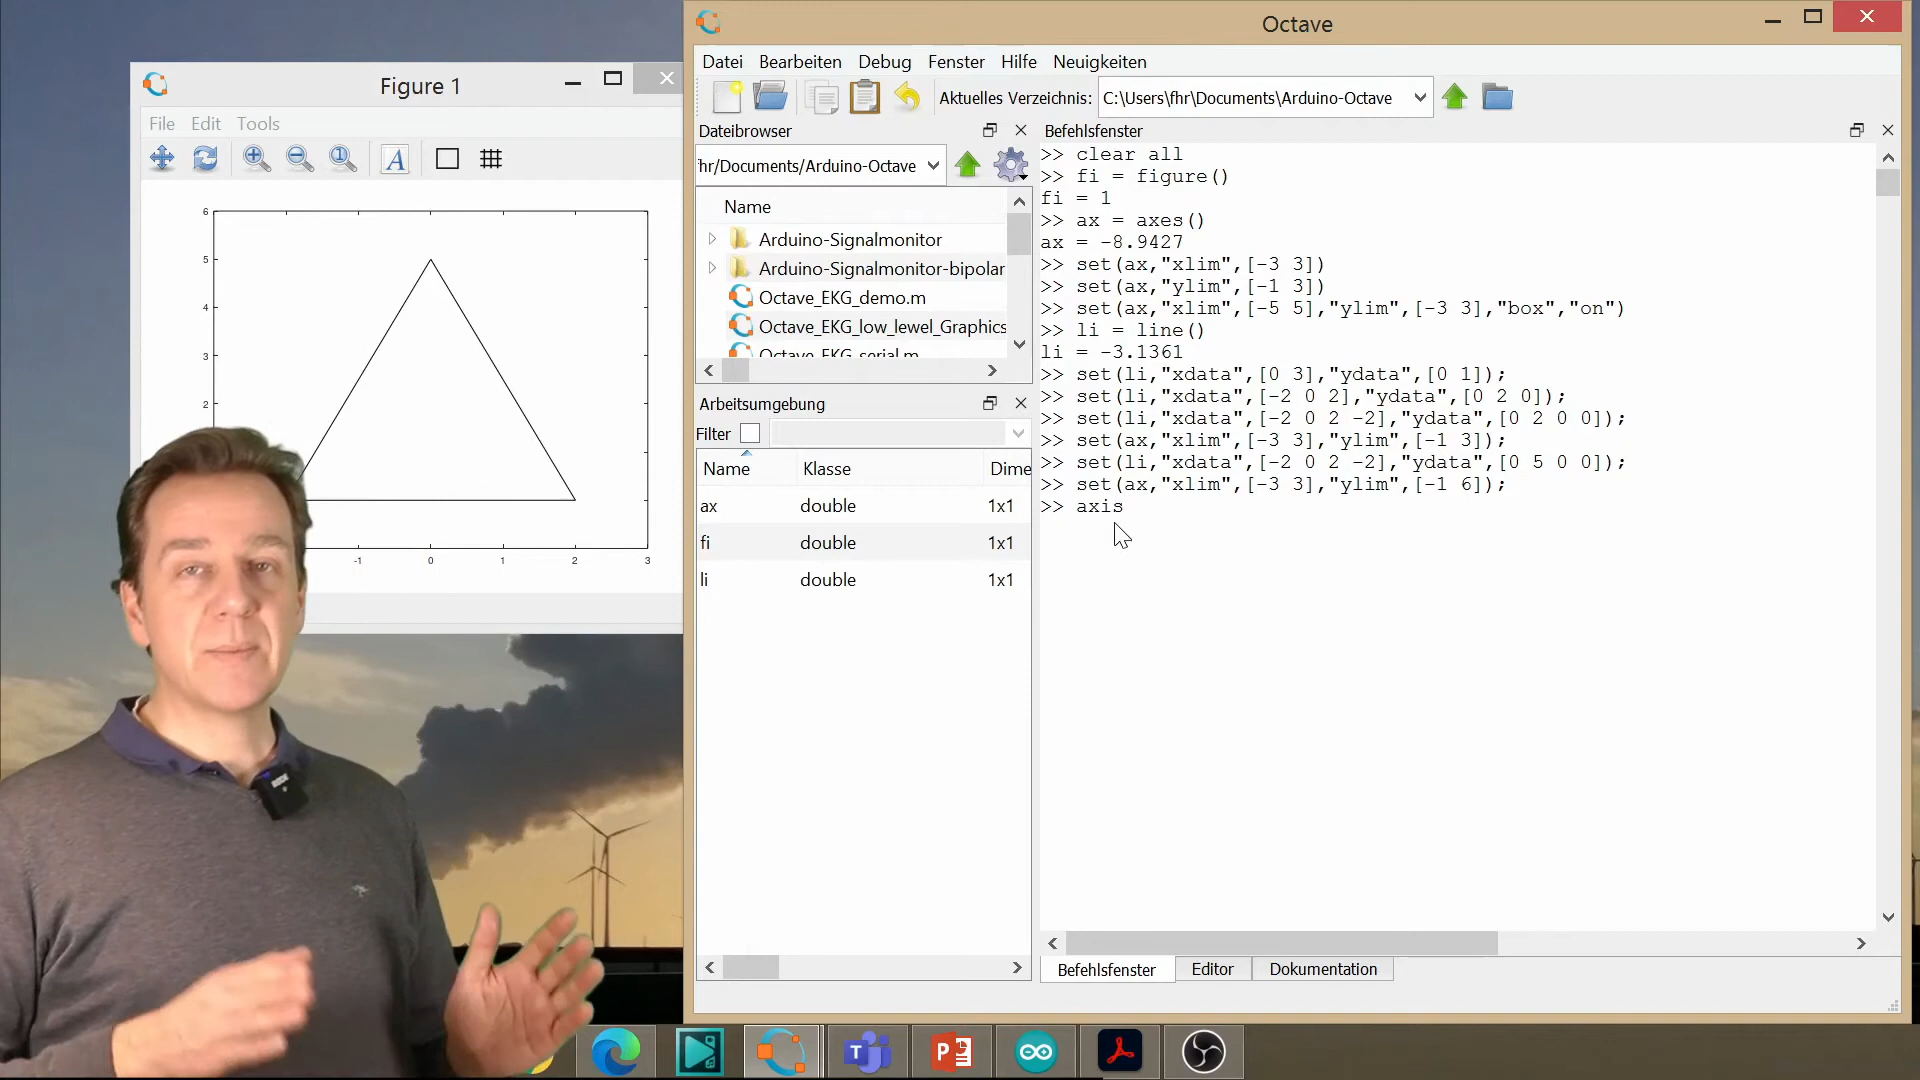 Figure 1
File Edit Tools
A
6
5
4
3
2
-1 0 1 2 3
Octave
Datei Bearbeiten Debug Fenster Hilfe Neuigkeiten
Aktuelles Verzeichnis: C:\Users\fhr\Documents\Arduino-Octave
Dateibrowser
hr/Documents/Arduino-Octave
Name
Arduino-Signalmonitor
Arduino-Signalmonitor-bipolar
Octave_EKG_demo.m
Octave_EKG_low_lewel_Graphics
Octave_EKG_serial.m
Arbeitsumgebung
Filter
Name Klasse Dime
ax double 1x1
fi double 1x1
li double 1x1
Befehlsfenster
>> clear all
>> fi = figure()
fi = 1
>> ax = axes()
ax = -8.9427
>> set(ax,"xlim",[-3 3])
>> set(ax,"ylim",[-1 3])
>> set(ax,"xlim",[-5 5],"ylim",[-3 3],"box","on")
>> li = line()
li = -3.1361
>> set(li,"xdata",[0 3],"ydata",[0 1]);
>> set(li,"xdata",[-2 0 2],"ydata",[0 2 0]);
>> set(li,"xdata",[-2 0 2 -2],"ydata",[0 2 0 0]);
>> set(ax,"xlim",[-3 3],"ylim",[-1 3]);
>> set(li,"xdata",[-2 0 2 -2],"ydata",[0 5 0 0]);
>> set(ax,"xlim",[-3 3],"ylim",[-1 6]);
>> axis
Befehlsfenster Editor Dokumentation